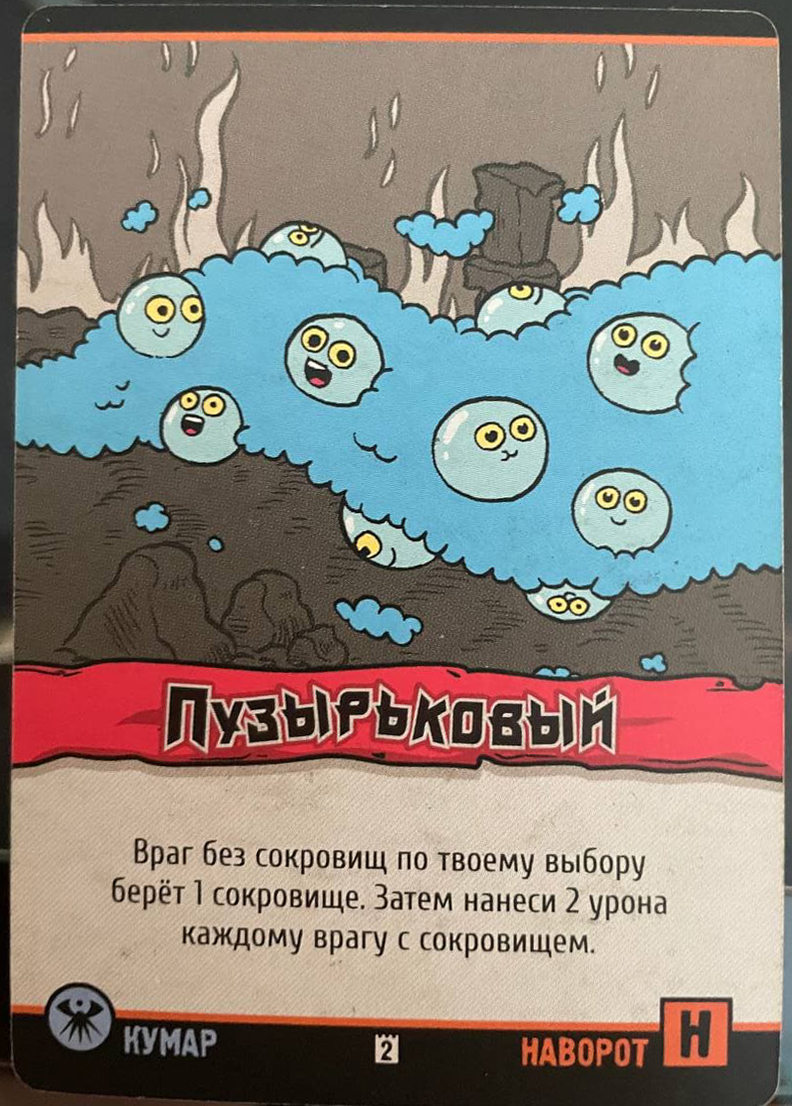 Пузырьковый
Враг без сокровищ по твоему выбору
берёт 1 сокровище. Затем нанеси 2 урона
каждому врагу с сокровищем.
КУМАР
2
НАВОРОТ Н